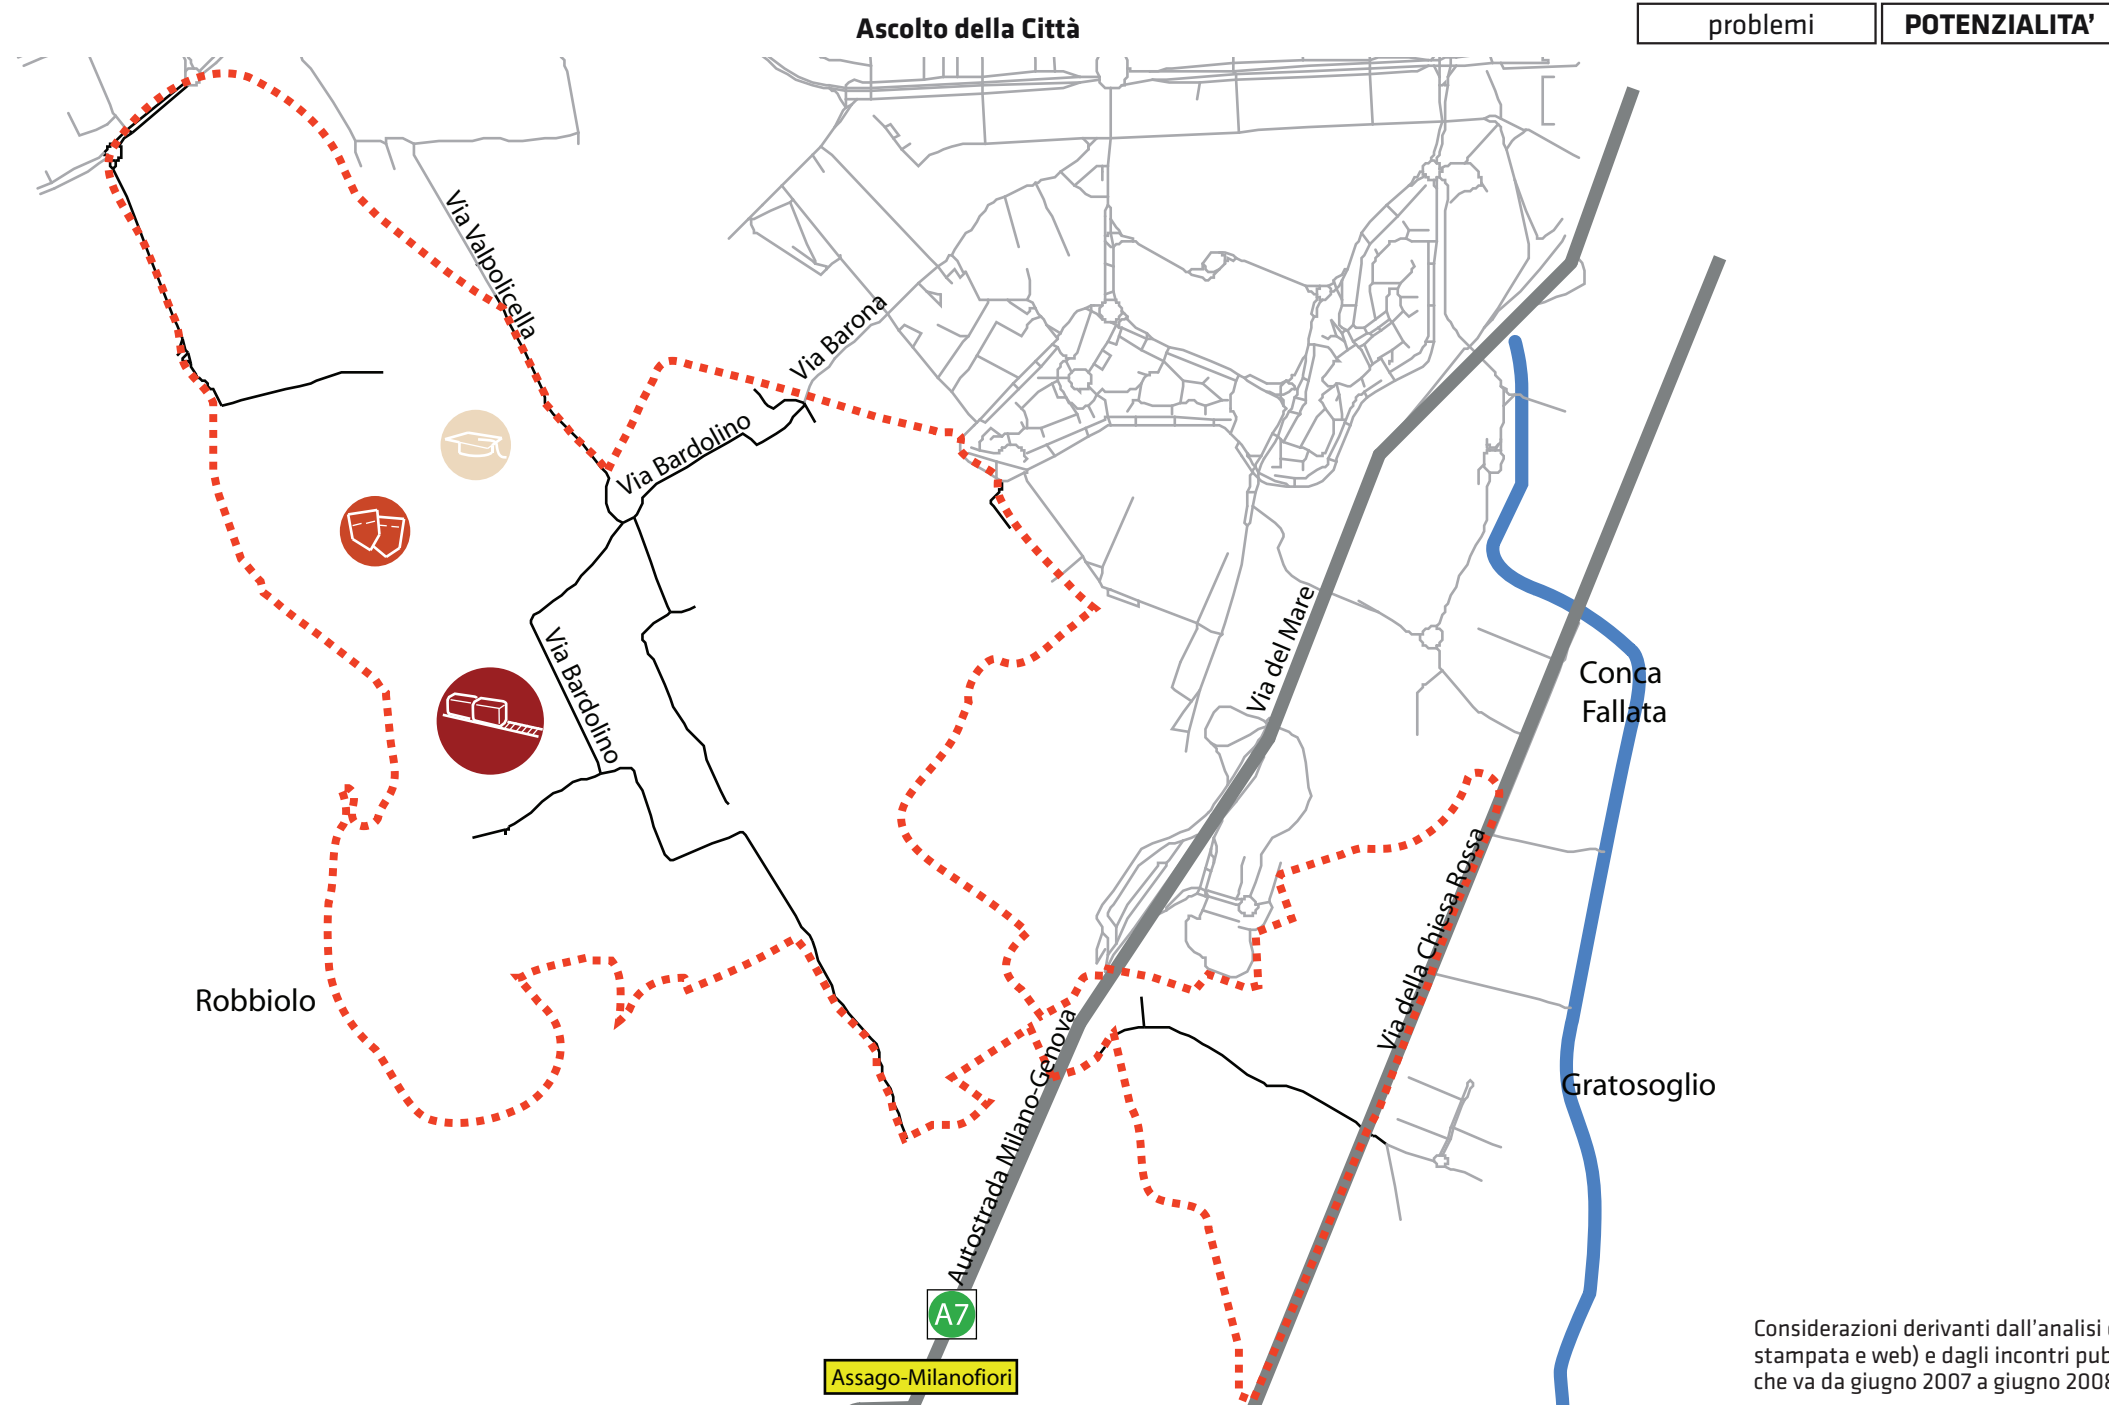 Ascolto della Città
problemi
POTENZIALITA’
Via Valpolicella
Via Barona
Via Bardolino
Via Bardolino
Via del Mare
Conca
Fallata
Via della Chiesa Rossa
Robbiolo
Autostrada Milano-Genova
Gratosoglio
A7
Assago-Milanofiori
Considerazioni derivanti dall'analisi
stampata e web) e dagli incontri pub
che va da giugno 2007 a giugno 2008